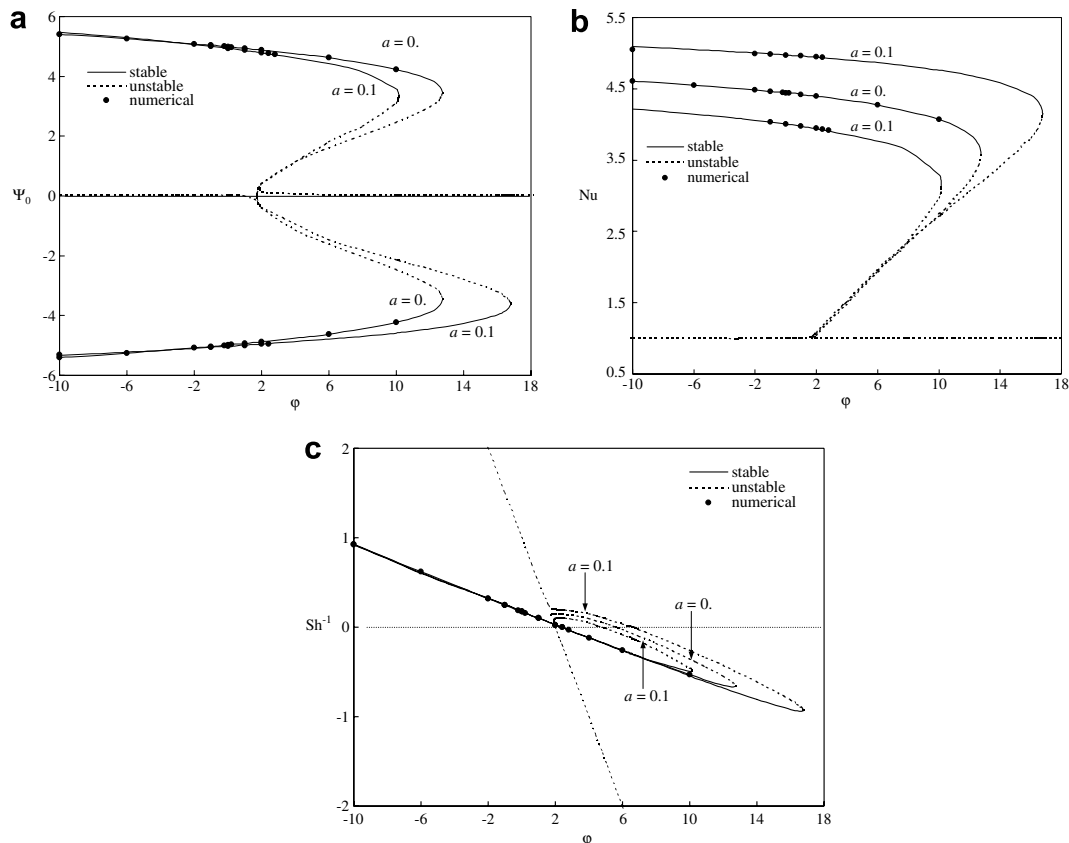 a
6
4
2
Ψ0
0
-2
-4
-6
-10
-6
-2
2
6
10
14
18
φ
a = 0.
a = 0.1
a = 0.
a = 0.1
stable
unstable
numerical
b
5.5
4.5
3.5
Nu
2.5
1.5
0.5
-10
-6
-2
2
6
10
14
18
φ
a = 0.1
a = 0.
a = 0.1
stable
unstable
numerical
c
2
1
Sh-1
0
-1
-2
-10
-6
-2
2
6
10
14
18
φ
stable
unstable
numerical
a = 0.1
a = 0.
a = 0.1